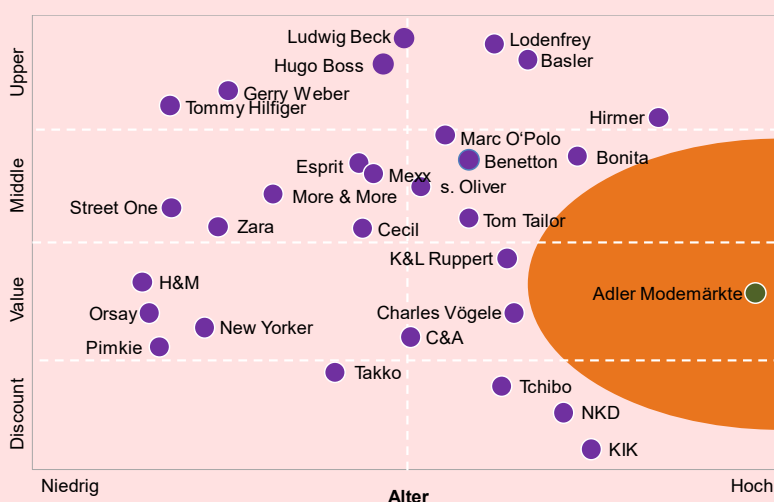 Upper
Ludwig Beck
Lodenfrey
Hugo Boss
Basler
Gerry Weber
Tommy Hilfiger
Hirmer
Middle
Marc O‘Polo
Esprit
Mexx
Benetton
Bonita
More & More
s. Oliver
Street One
Zara
Cecil
Tom Tailor
Value
K&L Ruppert
H&M
Adler Modemärkte
Orsay
New Yorker
Charles Vögele
Pimkie
C&A
Discount
Takko
Tchibo
NKD
KIK
Niedrig
Alter
Hoch